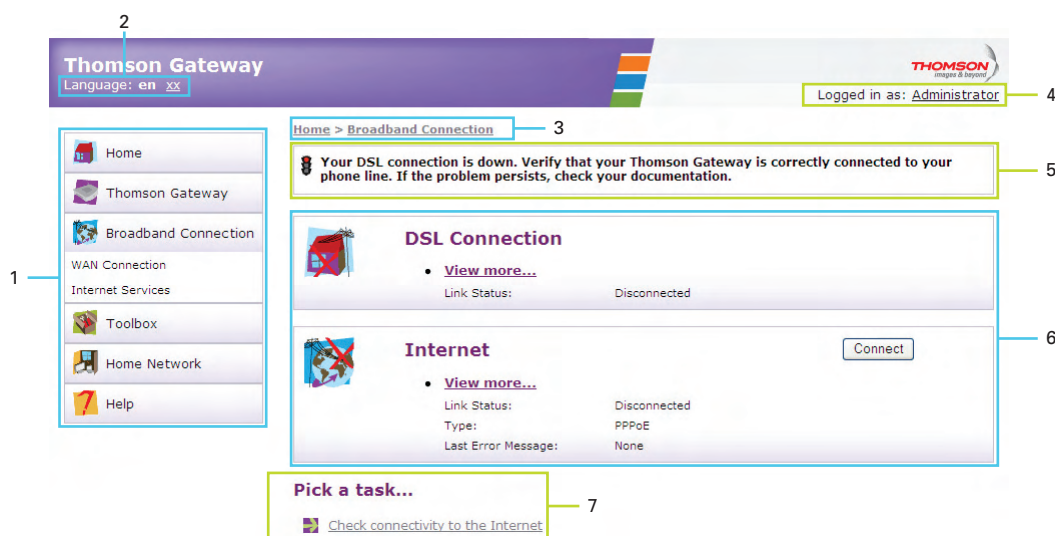 2
Thomson Gateway
Language: en xx
THOMSON
images & beyond
Logged in as: Administrator
4
Home > Broadband Connection
3
Your DSL connection is down. Verify that your Thomson Gateway is correctly connected to your
phone line. If the problem persists, check your documentation.
5
1
Home
Thomson Gateway
Broadband Connection
WAN Connection
Internet Services
Toolbox
Home Network
Help
DSL Connection
View more...
Link Status: Disconnected
6
Internet
Connect
View more...
Link Status: Disconnected
Type: PPPoE
Last Error Message: None
Pick a task...
7
Check connectivity to the Internet